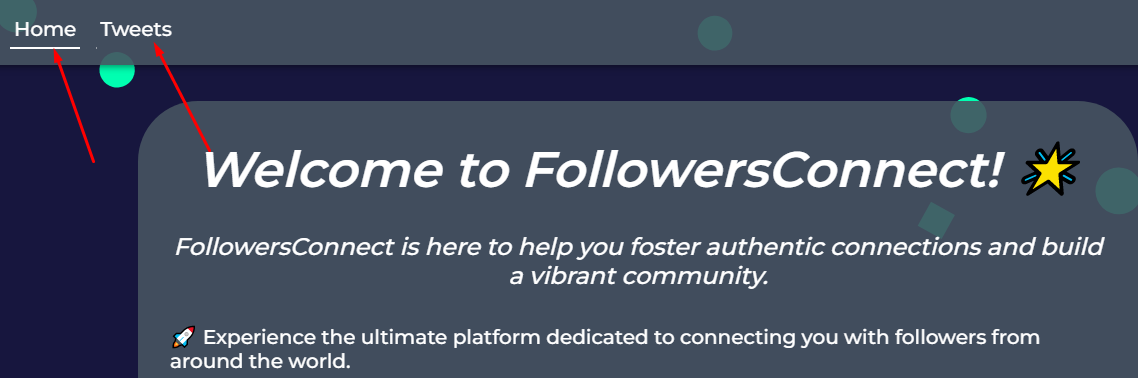 Home Tweets
Welcome to FollowersConnect! 🌟
FollowersConnect is here to help you foster authentic connections and build
a vibrant community.
🚀 Experience the ultimate platform dedicated to connecting you with followers from
around the world.